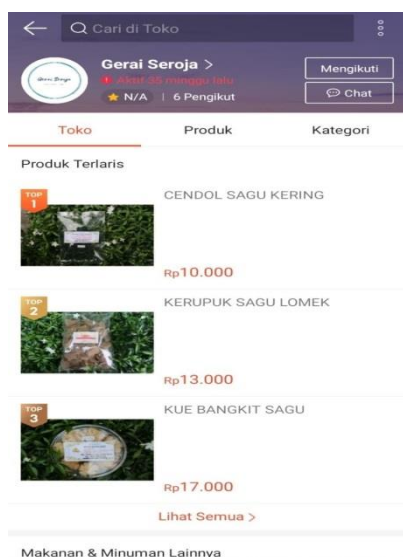 Cari di Toko
Gerai Seroja >
Aktif 35 minggu lalu
Mengikuti
N/A | 6 Pengikut
Chat
Toko Produk Kategori
Produk Terlaris
TOP
1
CENDOL SAGU KERING
Rp10.000
TOP
2
KERUPUK SAGU LOMEK
Rp13.000
TOP
3
KUE BANGKIT SAGU
Rp17.000
Lihat Semua >
Makanan & Minuman Lainnya